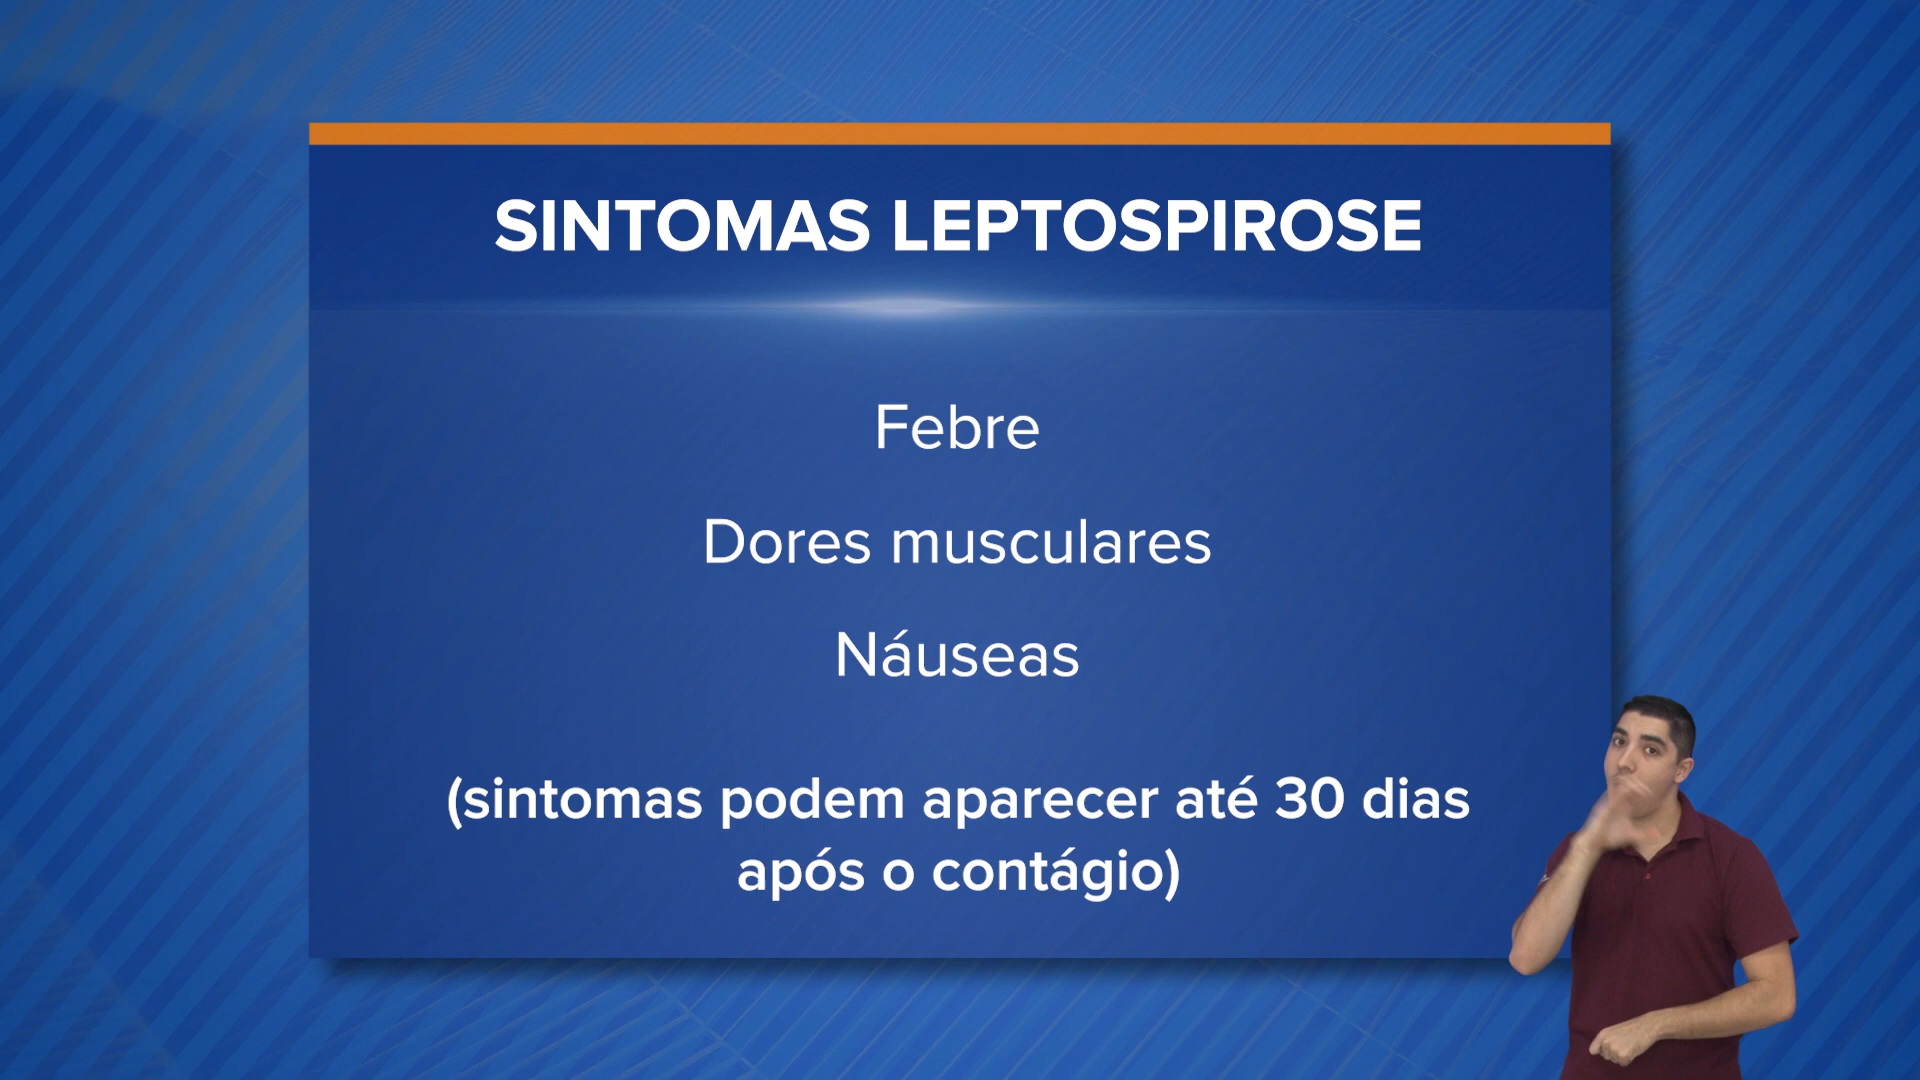 SINTOMAS LEPTOSPIROSE
Febre
Dores musculares
Náuseas
(sintomas podem aparecer até 30 dias
após o contágio)